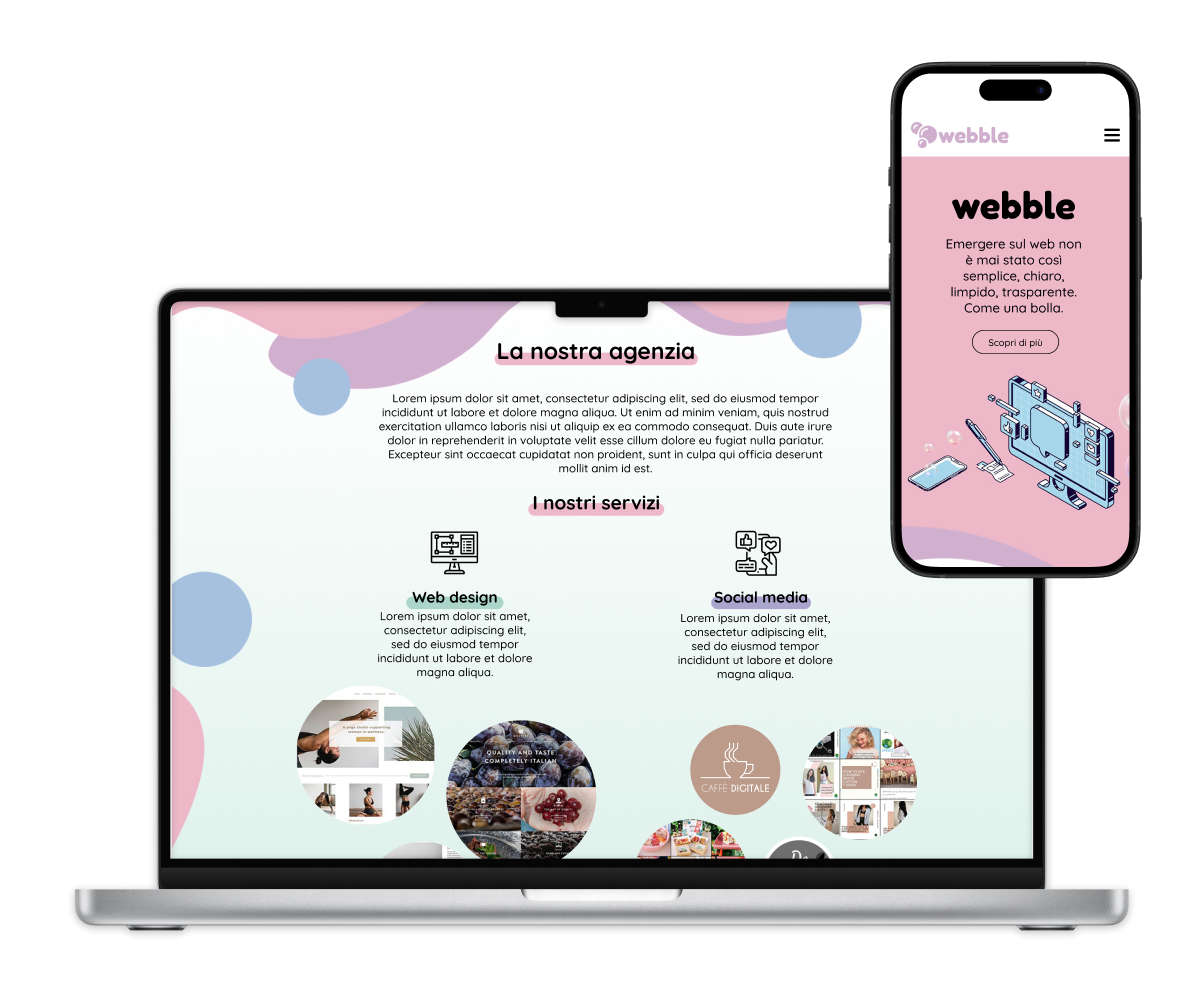 webble
webble
Emergere sul web non
è mai stato così
semplice, chiaro,
limpido, trasparente.
Come una bolla.
Scopri di più
La nostra agenzia
Lorem ipsum dolor sit amet, consectetur adipiscing elit, sed do eiusmod tempor
incididunt ut labore et dolore magna aliqua. Ut enim ad minim veniam, quis nostrud
exercitation ullamco laboris nisi ut aliquip ex ea commodo consequat. Duis aute irure
dolor in reprehenderit in voluptate velit esse cillum dolore eu fugiat nulla pariatur.
Excepteur sint occaecat cupidatat non proident, sunt in culpa qui officia deserunt
mollit anim id est.
I nostri servizi
Web design
Lorem ipsum dolor sit amet,
consectetur adipiscing elit,
sed do eiusmod tempor
incididunt ut labore et dolore
magna aliqua.
Social media
Lorem ipsum dolor sit amet,
consectetur adipiscing elit,
sed do eiusmod tempor
incididunt ut labore et dolore
magna aliqua.
A yoga studio supporting
women in wellness.
QUALITY AND TASTE
COMPLETELY ITALIAN
CAFFÈ DIGITALE